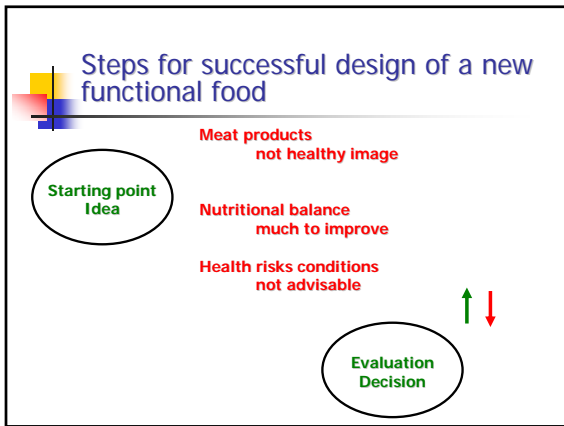 Steps for successful design of a new
functional food
Meat products
not healthy image
Starting point
Idea
Nutritional balance
much to improve
Health risks conditions
not advisable
Evaluation
Decision